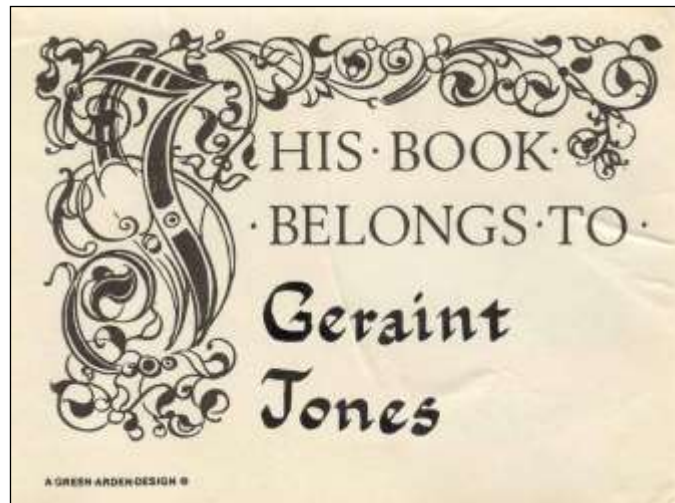 THIS·BOOK·
·BELONGS·TO·
Geraint
Jones
A GREEN·ARDEN·DESIGN ®